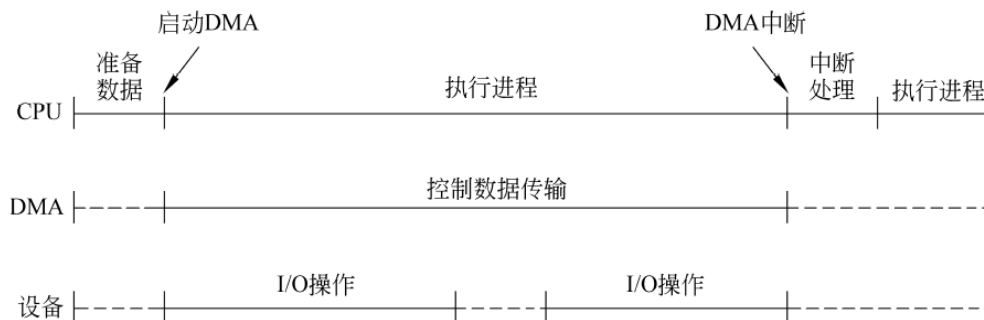 启动DMA
DMA中断
准备
数据
执行进程
中断
处理
执行进程
CPU
控制数据传输
DMA
I/O操作
I/O操作
设备